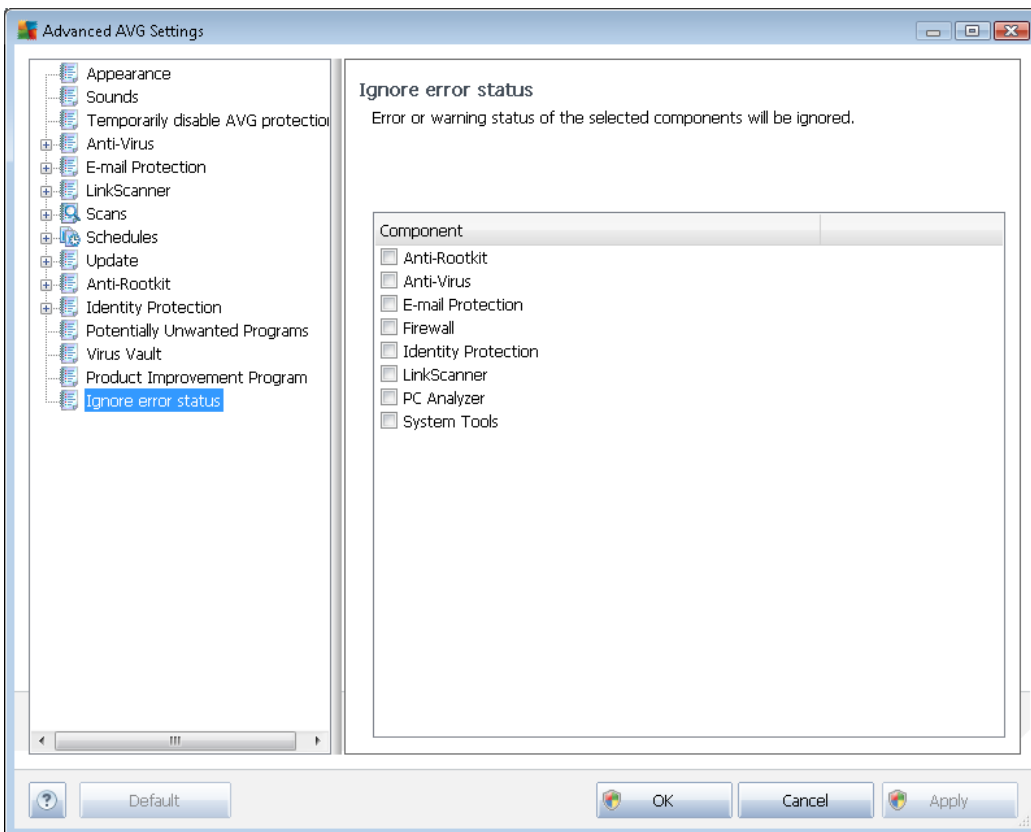 Advanced AVG Settings
Appearance
Sounds
Temporarily disable AVG protection
Anti-Virus
E-mail Protection
LinkScanner
Scans
Schedules
Update
Anti-Rootkit
Identity Protection
Potentially Unwanted Programs
Virus Vault
Product Improvement Program
Ignore error status
Ignore error status
Error or warning status of the selected components will be ignored.
Component
Anti-Rootkit
Anti-Virus
E-mail Protection
Firewall
Identity Protection
LinkScanner
PC Analyzer
System Tools
?
Default
OK
Cancel
Apply